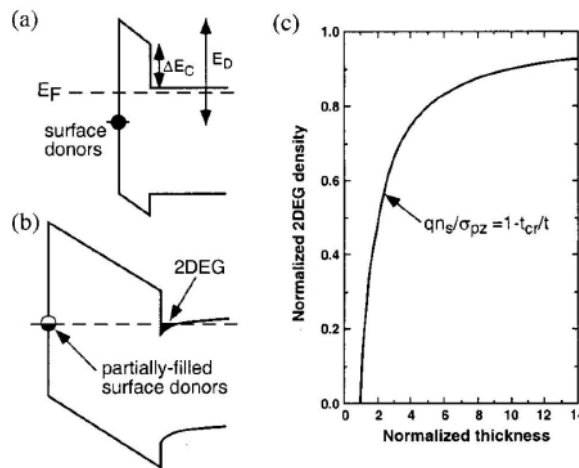 (a)
ΔE_C
E_D
E_F
surface
donors
(b)
2DEG
partially-filled
surface donors
(c)
Normalized 2DEG density
1.0
0.8
0.6
0.4
0.2
0.0
qn_s/σ_pz =1-t_cr/t
0 2 4 6 8 10 12 14
Normalized thickness